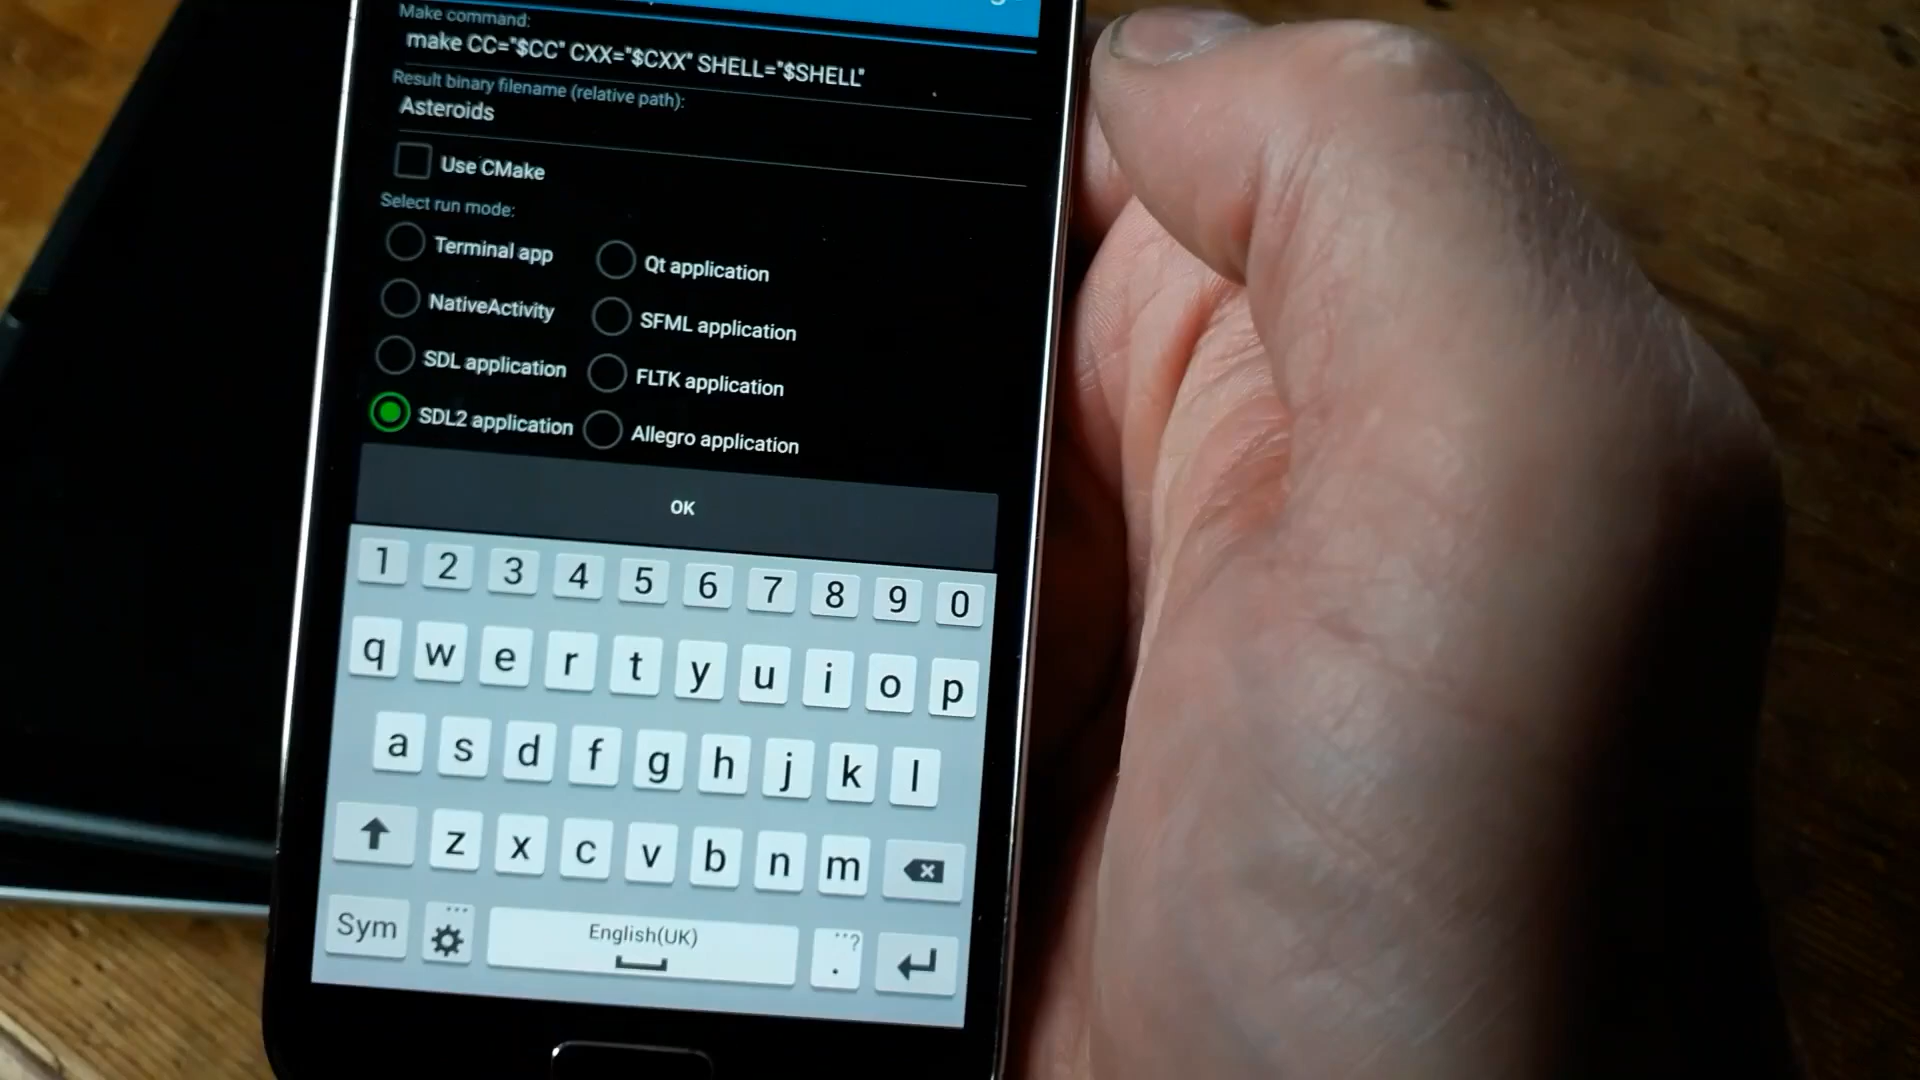 Make command:
make CC="$CC" CXX="$CXX" SHELL="$SHELL"
Result binary filename (relative path):
Asteroids
Use CMake
Select run mode:
Terminal app
Qt application
NativeActivity
SFML application
SDL application
FLTK application
SDL2 application
Allegro application
OK
1 2 3 4 5 6 7 8 9 0
q w e r t y u i o p
a s d f g h j k l
z x c v b n m
Sym English(UK) . ?